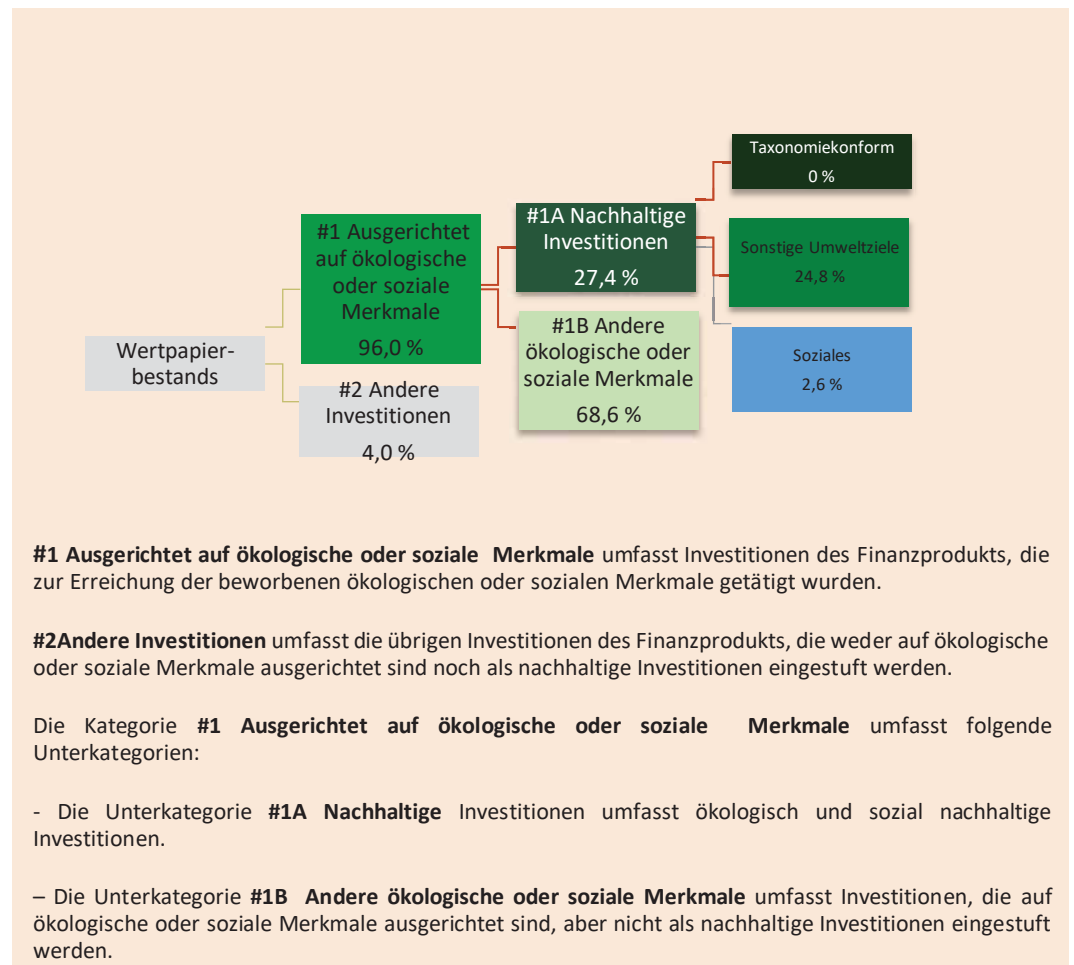 Taxonomiekonform
0 %
#1A Nachhaltige
Investitionen
27,4 %
#1 Ausgerichtet
auf ökologische
oder soziale
Merkmale
96,0 %
Sonstige Umweltziele
24,8 %
#1B Andere
ökologische oder
soziale Merkmale
68,6 %
Wertpapier-
bestands
Soziales
2,6 %
#2 Andere
Investitionen
4,0 %
#1 Ausgerichtet auf ökologische oder soziale Merkmale umfasst Investitionen des Finanzprodukts, die
zur Erreichung der beworbenen ökologischen oder sozialen Merkmale getätigt wurden.
#2Andere Investitionen umfasst die übrigen Investitionen des Finanzprodukts, die weder auf ökologische
oder soziale Merkmale ausgerichtet sind noch als nachhaltige Investitionen eingestuft werden.
Die Kategorie #1 Ausgerichtet auf ökologische oder soziale Merkmale umfasst folgende
Unterkategorien:
- Die Unterkategorie #1A Nachhaltige Investitionen umfasst ökologisch und sozial nachhaltige
Investitionen.
– Die Unterkategorie #1B Andere ökologische oder soziale Merkmale umfasst Investitionen, die auf
ökologische oder soziale Merkmale ausgerichtet sind, aber nicht als nachhaltige Investitionen eingestuft
werden.